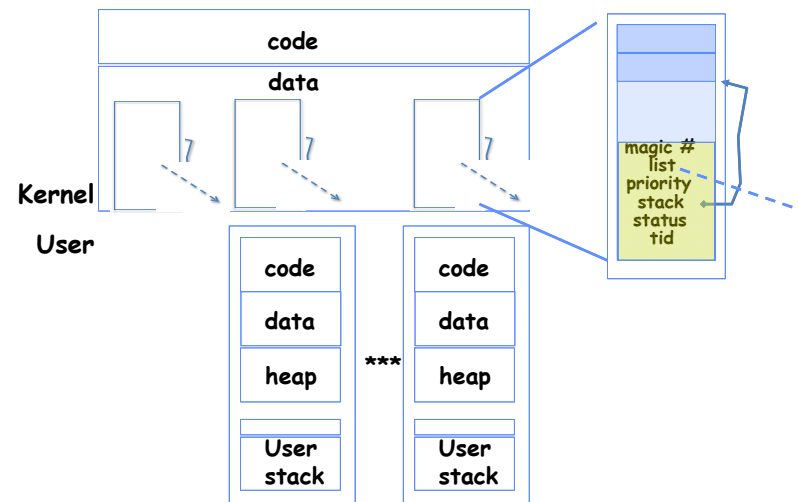 code
data
magic #
list
priority
stack
status
tid
Kernel
User
code
data
heap
User
stack
***
code
data
heap
User
stack